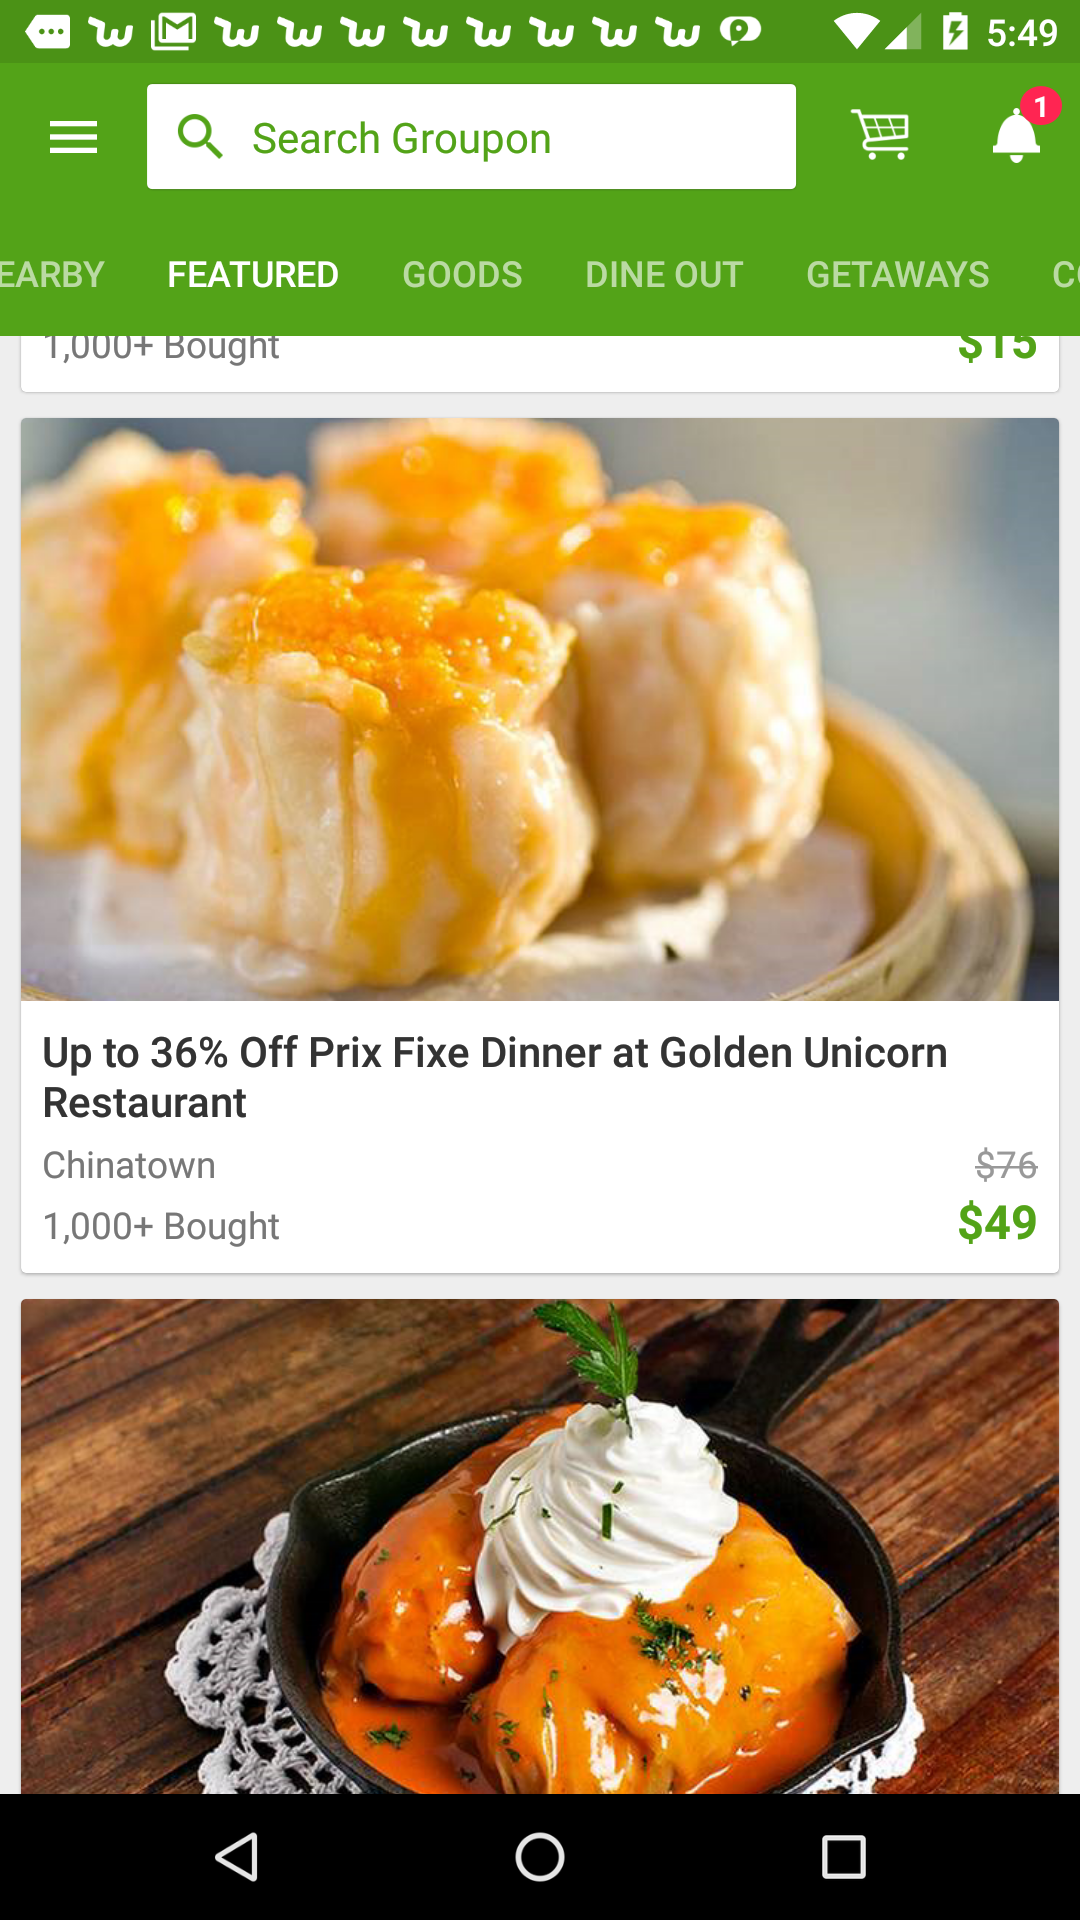 5:49
Search Groupon
1
EARBY FEATURED GOODS DINE OUT GETAWAYS
1,000+ Bought $15
Up to 36% Off Prix Fixe Dinner at Golden Unicorn
Restaurant
Chinatown $76
1,000+ Bought $49